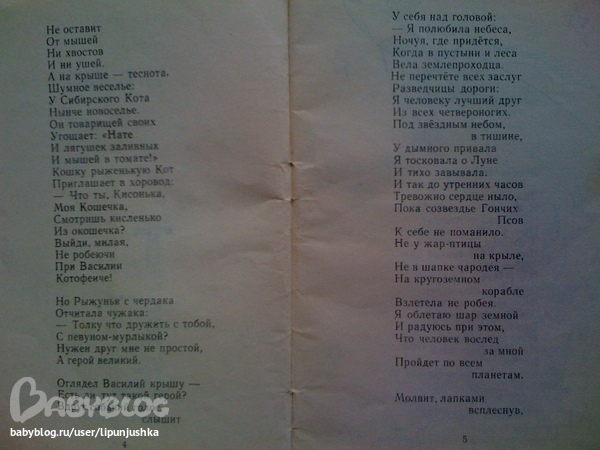 Не оставит
От мышей
Ни хвостов
И ни ушей.
А на крыше — теснота,
Шумное веселье:
У Сибирского Кота
Нынче новоселье.
Он товарищей своих
Угощает: «Нате
И лягушек заливных
И мышей в томате!»
Кошку рыженькую Кот
Приглашает в хоровод:
— Что ты, Кисонька,
Моя Кошечка,
Смотришь кисленько
Из окошечка?
Выйди, милая,
Не робеючи
При Василии
Котофеиче!
Но Рыжунья с чердака
Отчитала чужака:
— Толку что дружить с тобой,
С певуном-мурлыкой?
Нужен друг мне не простой,
А герой великий.
Оглядел Василий крышу —
Есть ли тут такой герой?
слышит
4
У себя над головой:
— Я полюбила небеса,
Ночуя, где придётся,
Когда в пустыни и леса
Вела землепроходца.
Не перечтёте всех заслуг
Разведчицы дороги:
Я человеку лучший друг
Из всех четвероногих.
Под звёздным небом,
в тишине,
У дымного привала
Я тосковала о Луне
И тихо завывала.
И так до утренних часов
Тревожно сердце ныло,
Пока созвездье Гончих
Псов
К себе не поманило.
Не у жар-птицы
на крыле,
Не в шапке чародея —
На кругоземном
корабле
Взлетела не робея.
Я облетаю шар земной
И радуюсь при этом,
Что человек вослед
за мной
Пройдет по всем
планетам.
Молвит, лапками
всплеснув,
5
BABYBLOG
babyblog.ru/user/lipunjushka